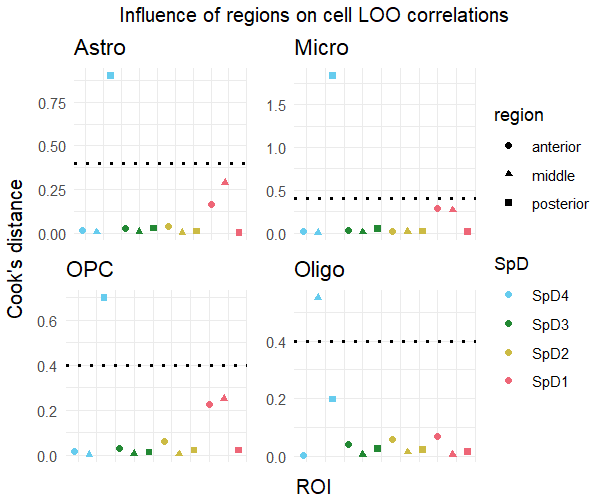 Influence of regions on cell LOO correlations
Astro
Micro
0.75
0.50
0.25
0.00
1.5
1.0
0.5
0.0
OPC
Oligo
0.6
0.4
0.2
0.0
0.4
0.2
0.0
Cook's distance
ROI
region
anterior
middle
posterior
SpD
SpD4
SpD3
SpD2
SpD1